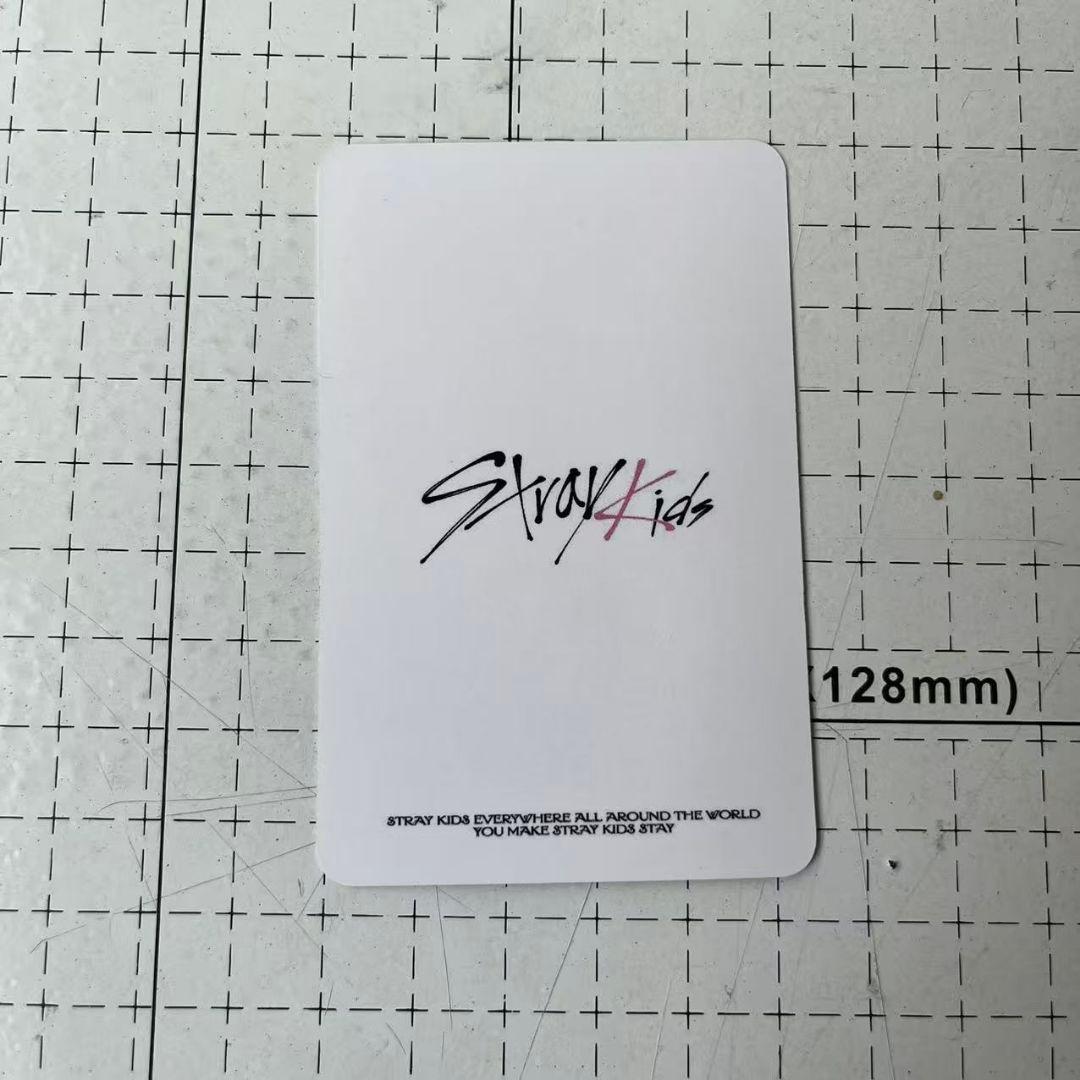 Stray Kids
(128mm)
STRAY KIDS EVERYWHERE ALL AROUND THE WORLD
YOU MAKE STRAY KIDS STAY